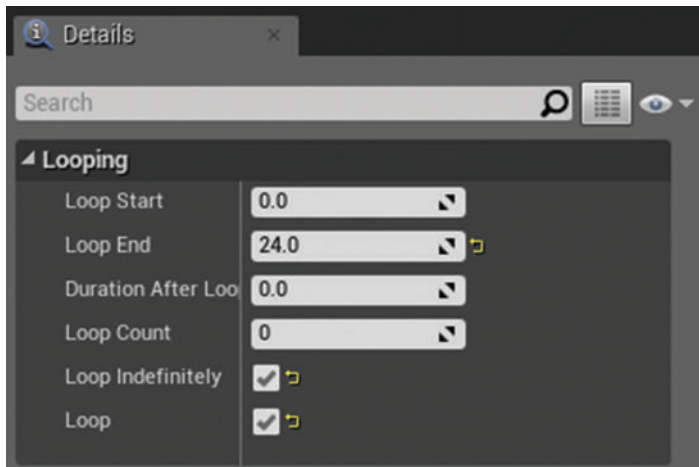 Details
Search
Looping
Loop Start 0.0
Loop End 24.0
Duration After Loo 0.0
Loop Count 0
Loop Indefinitely
Loop